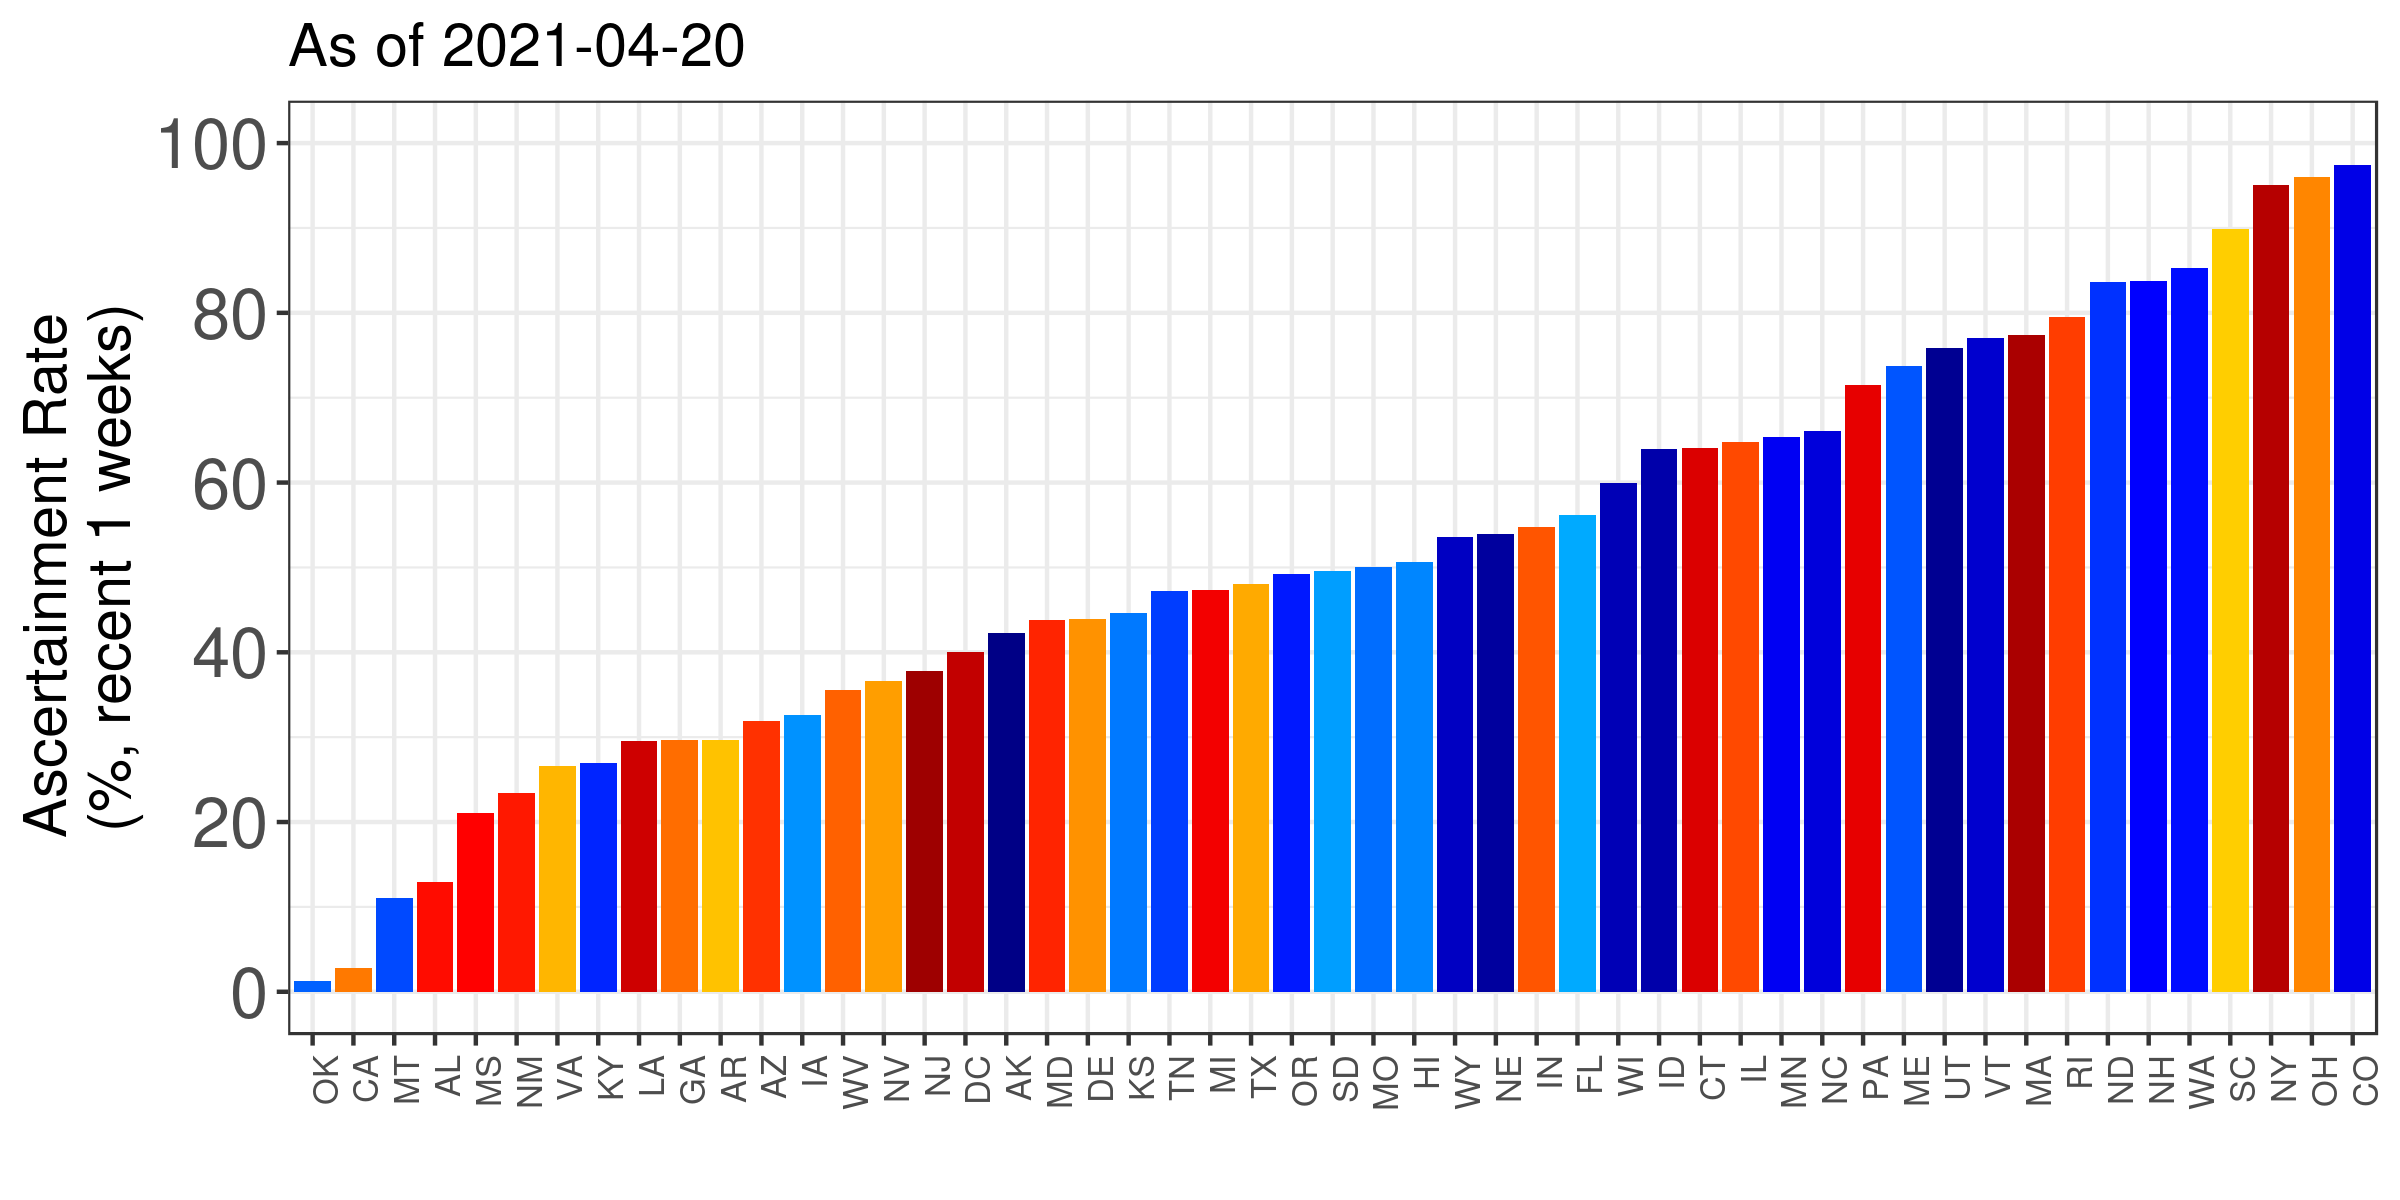 As of 2021-04-20
Ascertainment Rate
(%, recent 1 weeks)
100
80
60
40
20
0
OK CA MT AL MS NM VA KY LA GA AR AZ IA WV NV NJ DC AK MD DE KS TN MI TX OR SD MO HI WY NE IN FL WI ID CT IL MN NC PA ME UT VT MA RI ND NH WA SC NY OH CO